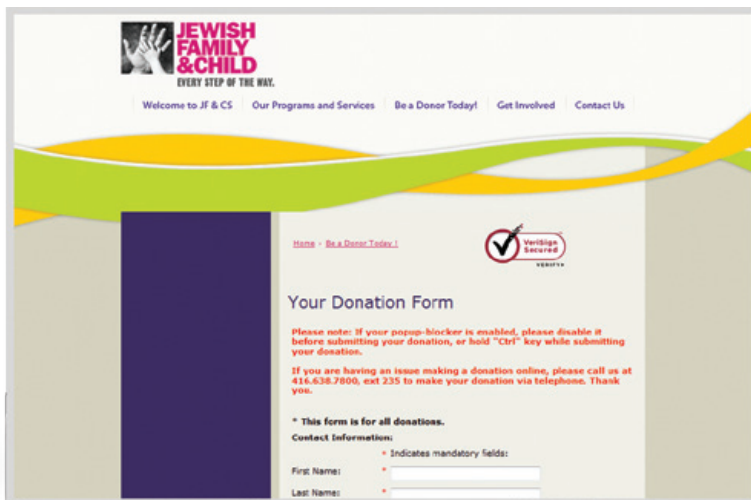 JEWISH
FAMILY
&CHILD
EVERY STEP OF THE WAY.
Welcome to JF & CS Our Programs and Services Be a Donor Today! Get Involved Contact Us
Home - Be a Donor Today !
VeriSign
Secured
VERIFY
Your Donation Form
Please note: If your popup-blocker is enabled, please disable it
before submitting your donation, or hold "Ctrl" key while submitting
your donation.
If you are having an issue making a donation online, please call us at
416.638.7800, ext 235 to make your donation via telephone. Thank
you.
* This form is for all donations.
Contact Information:
* Indicates mandatory fields:
First Name: *
Last Name: *